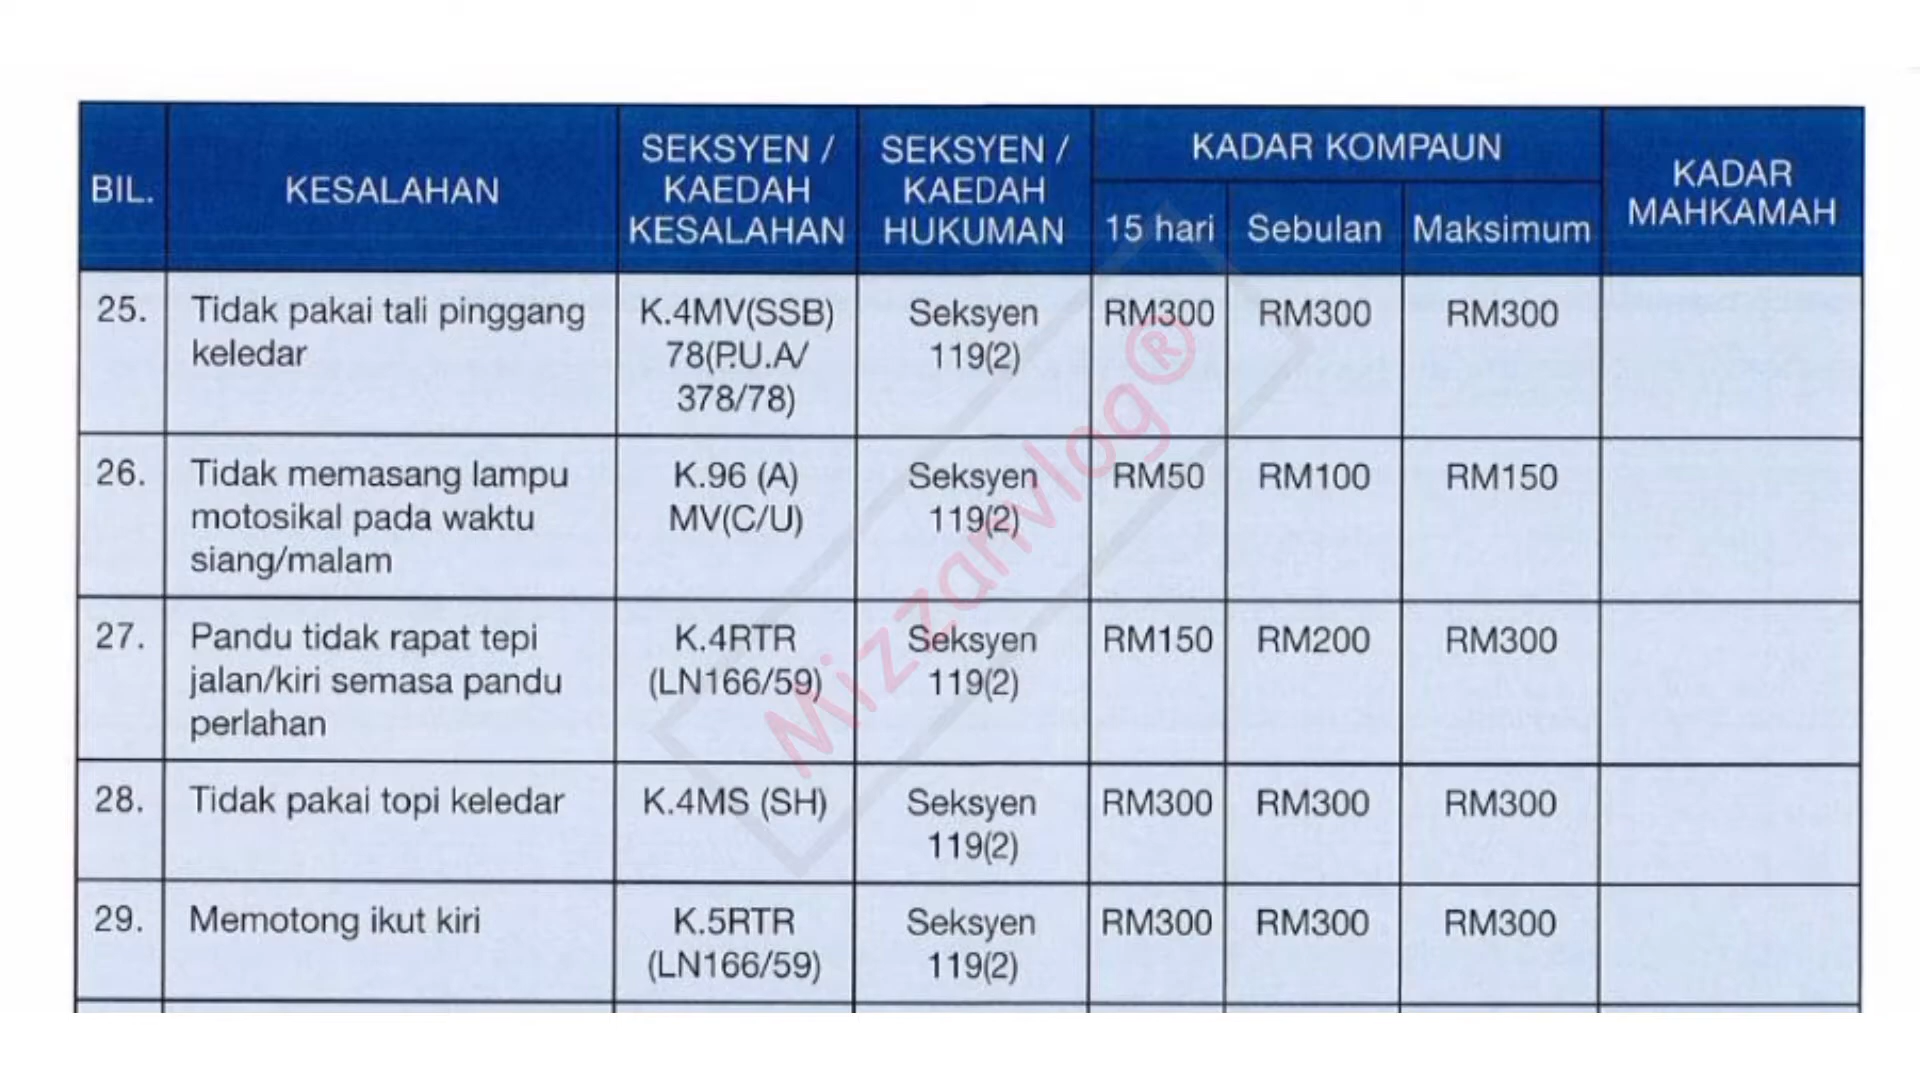 BIL.
KESALAHAN
SEKSYEN /
KAEDAH
KESALAHAN
SEKSYEN /
KAEDAH
HUKUMAN
KADAR KOMPAUN
15 hari
Sebulan
Maksimum
KADAR
MAHKAMAH
25.
Tidak pakai tali pinggang
keledar
K.4MV(SSB)
78(P.U.A/
378/78)
Seksyen
119(2)
RM300
RM300
RM300
26.
Tidak memasang lampu
motosikal pada waktu
siang/malam
K.96 (A)
MV(C/U)
Seksyen
119(2)
RM50
RM100
RM150
27.
Pandu tidak rapat tepi
jalan/kiri semasa pandu
perlahan
K.4RTR
(LN166/59)
Seksyen
119(2)
RM150
RM200
RM300
28.
Tidak pakai topi keledar
K.4MS (SH)
Seksyen
119(2)
RM300
RM300
RM300
29.
Memotong ikut kiri
K.5RTR
(LN166/59)
Seksyen
119(2)
RM300
RM300
RM300
Mizzanvlog®